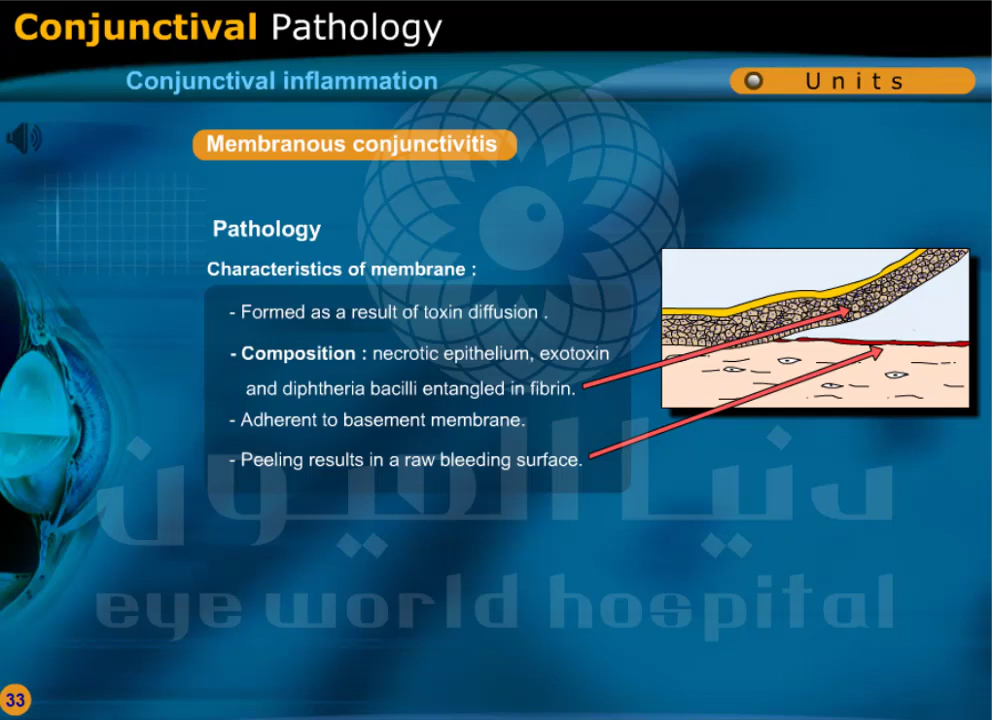 Conjunctival Pathology
Conjunctival inflammation
Units
Membranous conjunctivitis
Pathology
Characteristics of membrane :
- Formed as a result of toxin diffusion .
- Composition : necrotic epithelium, exotoxin
and diphtheria bacilli entangled in fibrin.
- Adherent to basement membrane.
- Peeling results in a raw bleeding surface.
دنيا العيون
eye world hospital
33